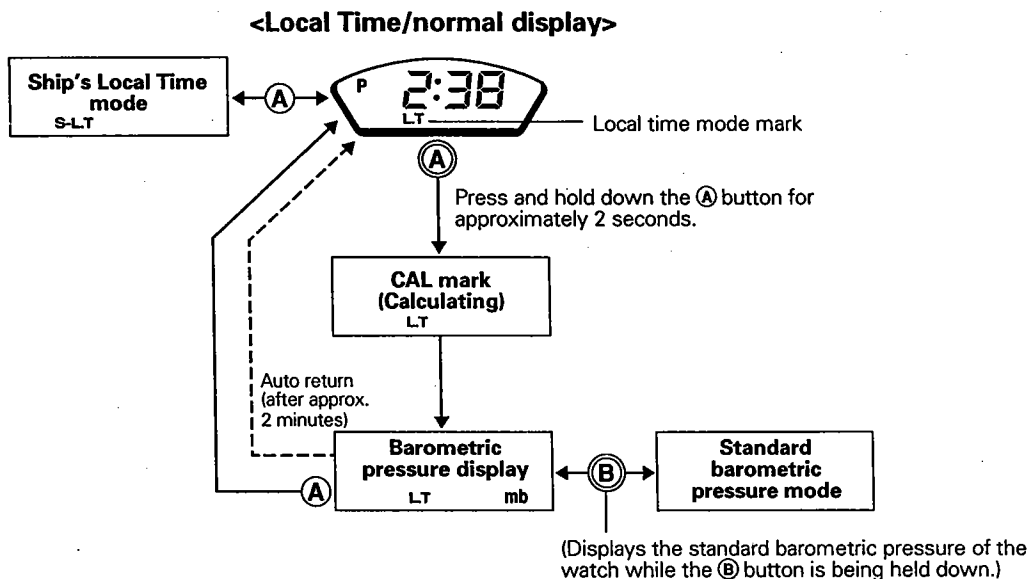 <Local Time/normal display>
Ship's Local Time
mode
S-L.T
A
P 2:38
L.T
Local time mode mark
A
Press and hold down the Ⓐ button for
approximately 2 seconds.
CAL mark
(Calculating)
L.T
Auto return
(after approx.
2 minutes)
Barometric
pressure display
L.T mb
A
B
Standard
barometric
pressure mode
(Displays the standard barometric pressure of the
watch while the Ⓑ button is being held down.)